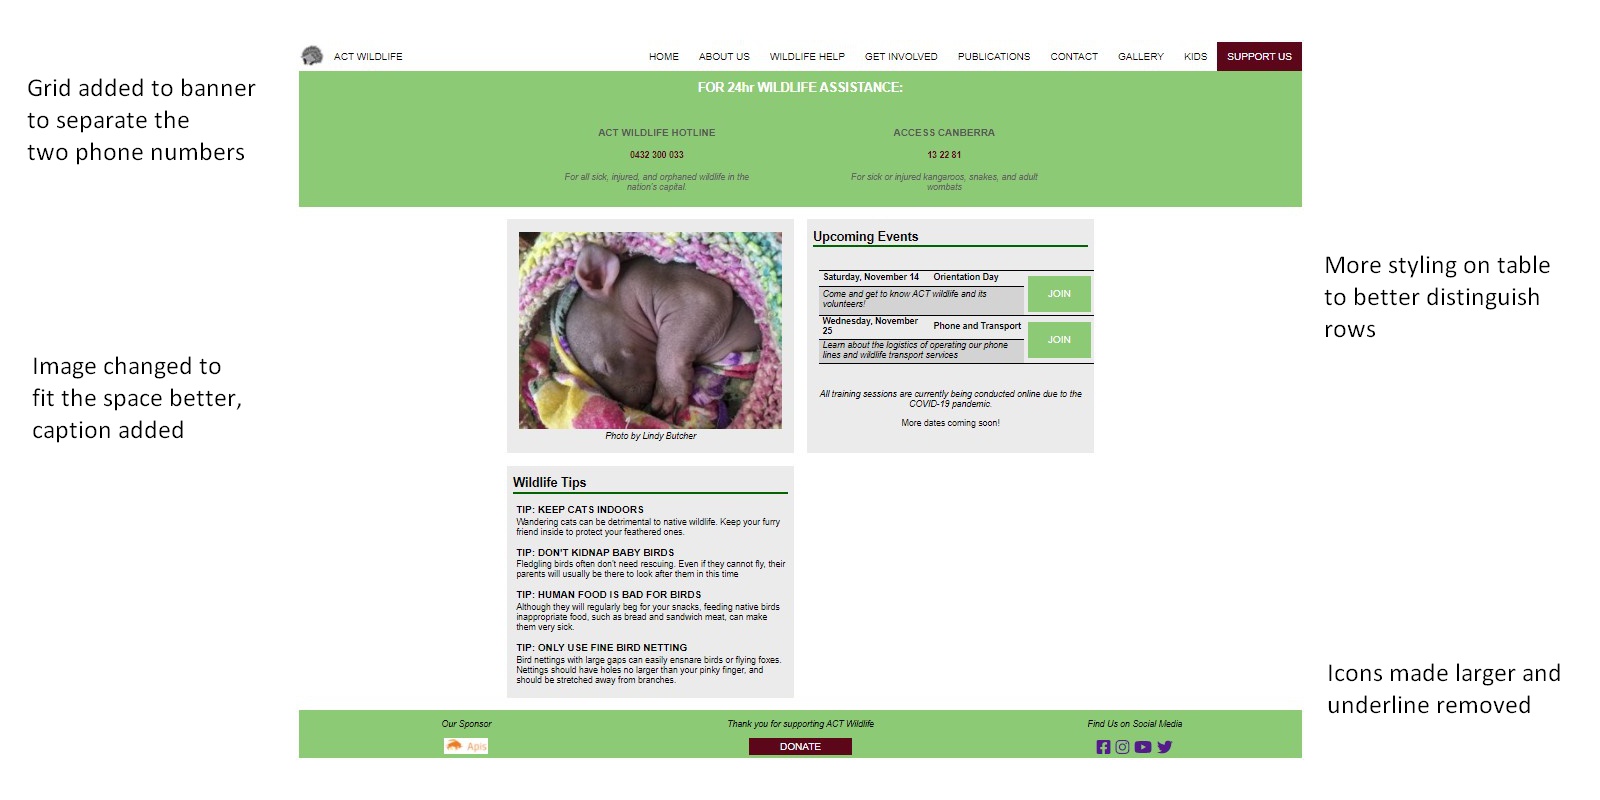 ACT WILDLIFE
HOME ABOUT US WILDLIFE HELP GET INVOLVED PUBLICATIONS CONTACT GALLERY KIDS SUPPORT US
Grid added to banner
to separate the
two phone numbers
FOR 24hr WILDLIFE ASSISTANCE:
ACT WILDLIFE HOTLINE
0432 300 033
For all sick, injured, and orphaned wildlife in the
nation's capital.
ACCESS CANBERRA
13 22 81
For sick or injured kangaroos, snakes, and adult
wombats
Image changed to
fit the space better,
caption added
Photo by Lindy Butcher
Upcoming Events
Saturday, November 14 Orientation Day
Come and get to know ACT wildlife and its
volunteers!
JOIN
Wednesday, November
25
Phone and Transport
Learn about the logistics of operating our phone
lines and wildlife transport services
JOIN
All training sessions are currently being conducted online due to the
COVID-19 pandemic.
More dates coming soon!
More styling on table
to better distinguish
rows
Wildlife Tips
TIP: KEEP CATS INDOORS
Wandering cats can be detrimental to native wildlife. Keep your furry
friend inside to protect your feathered ones.
TIP: DON'T KIDNAP BABY BIRDS
Fledgling birds often don't need rescuing. Even if they cannot fly, their
parents will usually be there to look after them in this time
TIP: HUMAN FOOD IS BAD FOR BIRDS
Although they will regularly beg for your snacks, feeding native birds
inappropriate food, such as bread and sandwich meat, can make
them very sick.
TIP: ONLY USE FINE BIRD NETTING
Bird nettings with large gaps can easily ensnare birds or flying foxes.
Nettings should have holes no larger than your pinky finger, and
should be stretched away from branches.
Icons made larger and
underline removed
Our Sponsor
Apis
Thank you for supporting ACT Wildlife
DONATE
Find Us on Social Media